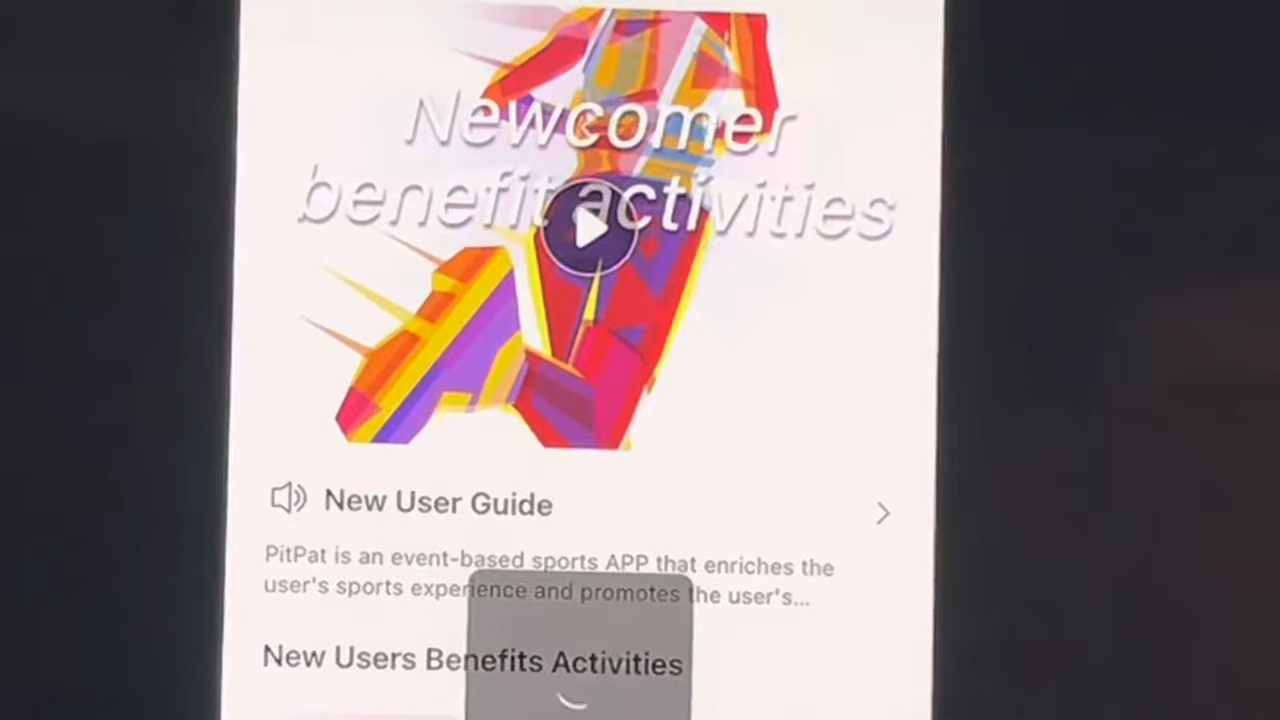 Newcomer
benefit activities
New User Guide
PitPat is an event-based sports APP that enriches the
user's sports experience and promotes the user's...
New Users Benefits Activities